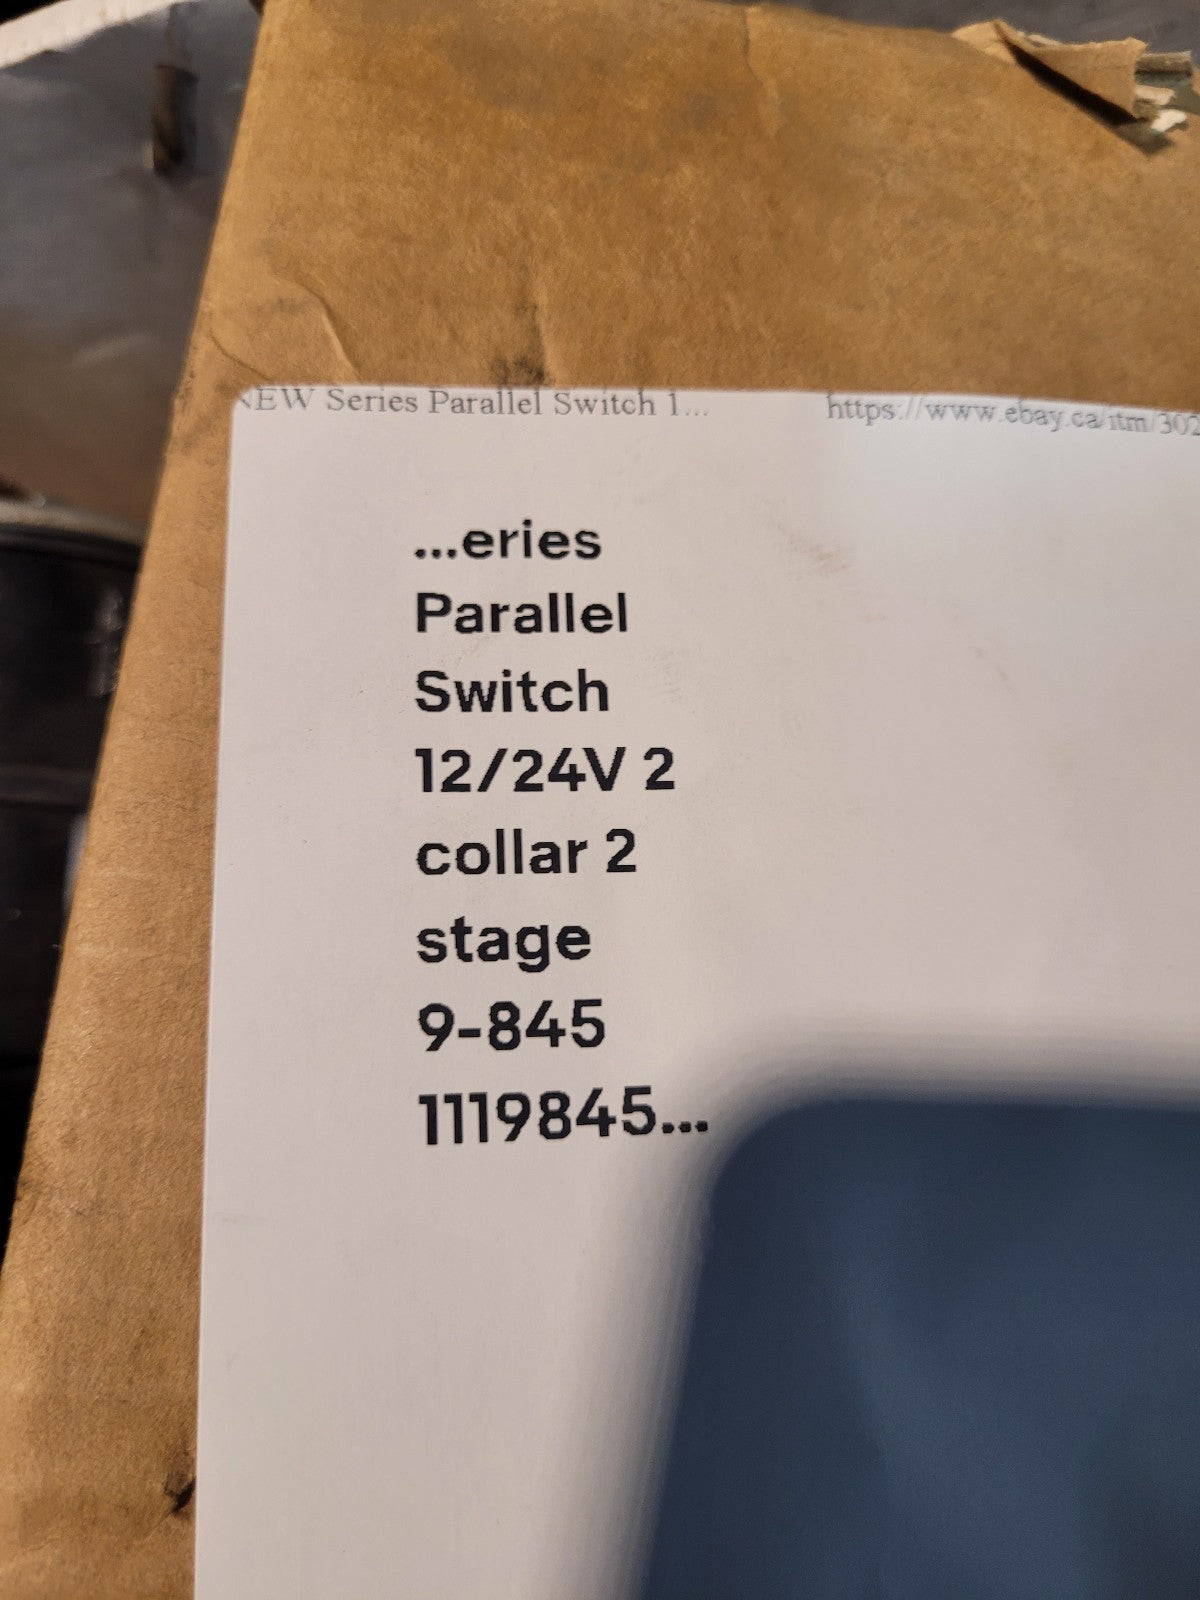 NEW Series Parallel Switch 1...
https://www.ebay.ca/itm/302
...eries
Parallel
Switch
12/24V 2
collar 2
stage
9-845
1119845...